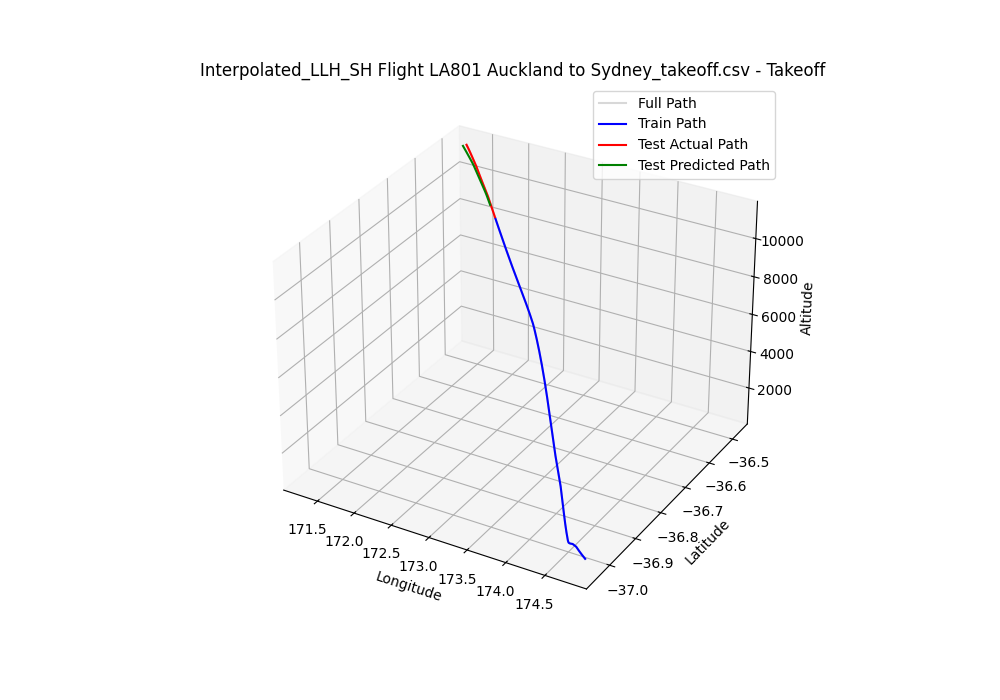 Interpolated_LLH_SH Flight LA801 Auckland to Sydney_takeoff.csv - Takeoff
Full Path
Train Path
Test Actual Path
Test Predicted Path
10000
8000
6000
4000
2000
Altitude
−36.5
−36.6
−36.7
−36.8
−36.9
−37.0
Latitude
171.5
172.0
172.5
173.0
173.5
174.0
174.5
Longitude